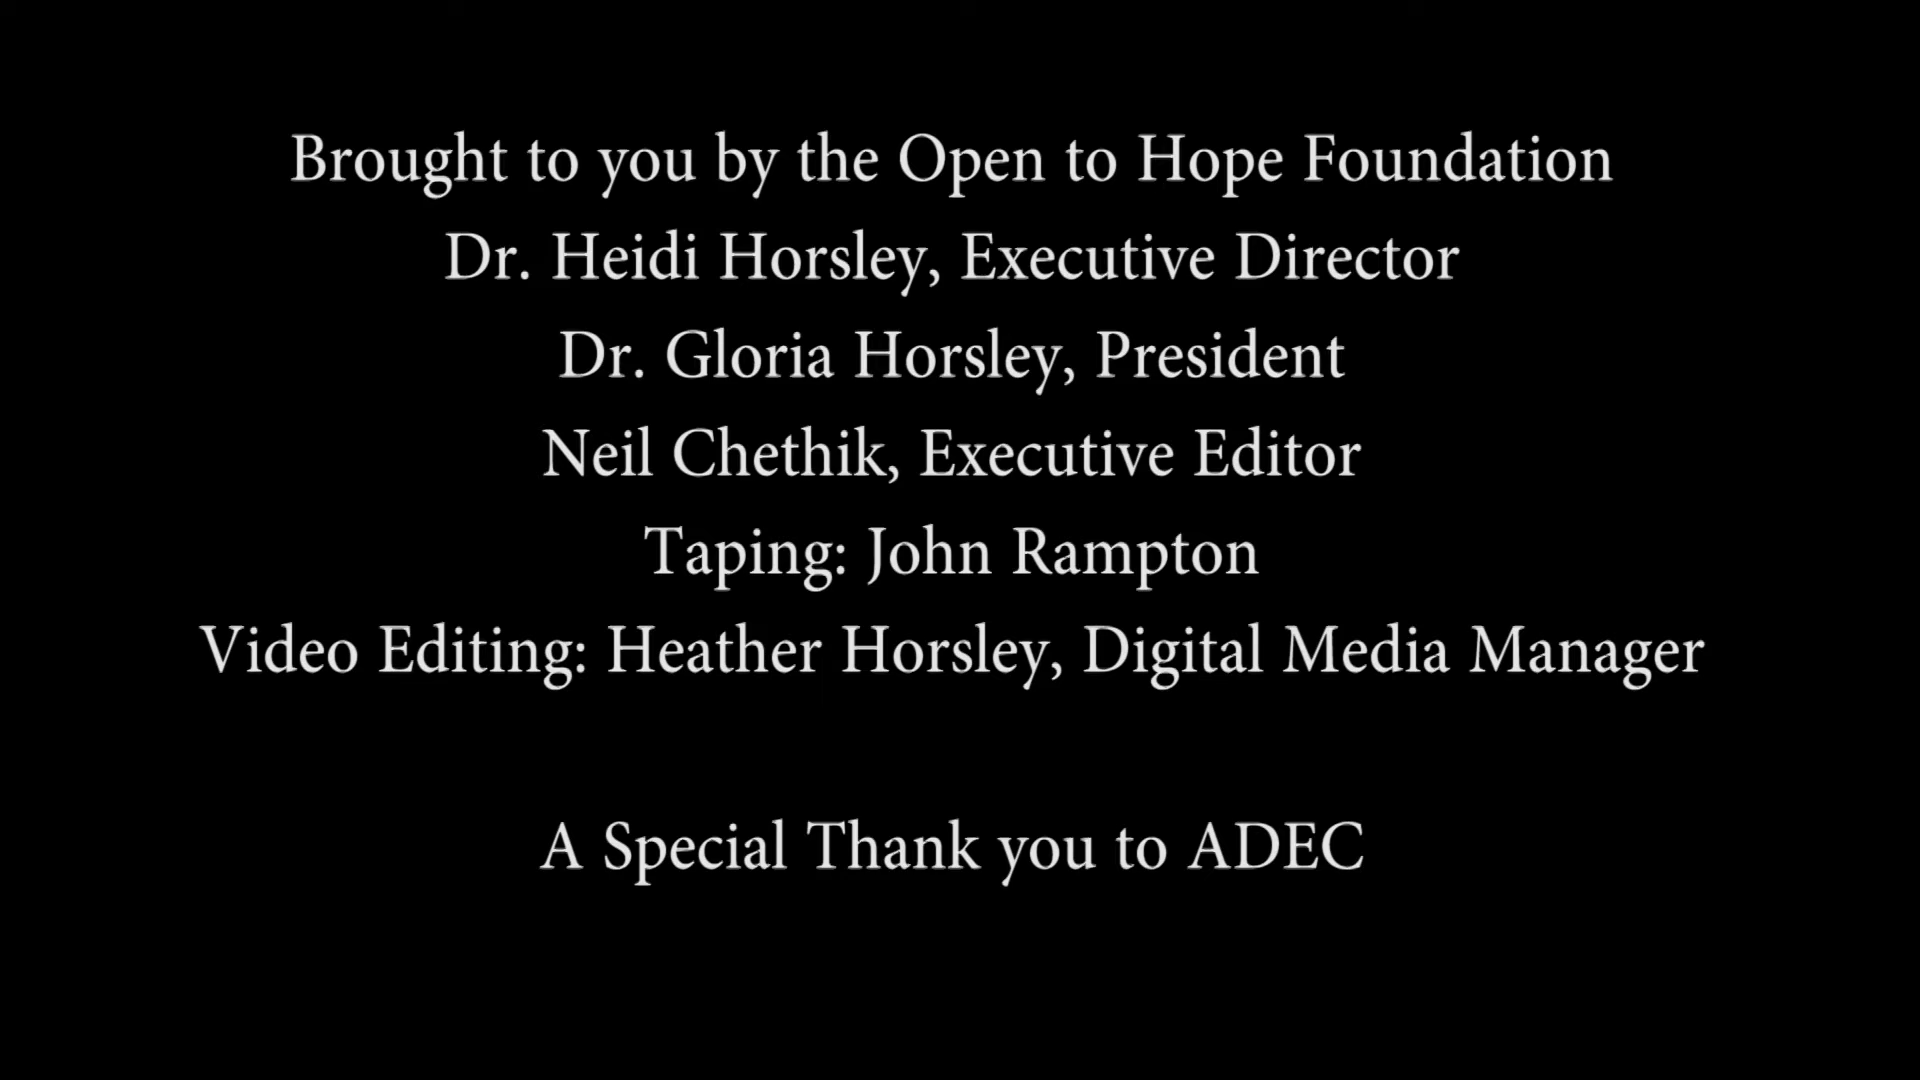 Brought to you by the Open to Hope Foundation
Dr. Heidi Horsley, Executive Director
Dr. Gloria Horsley, President
Neil Chethik, Executive Editor
Taping: John Rampton
Video Editing: Heather Horsley, Digital Media Manager
A Special Thank you to ADEC